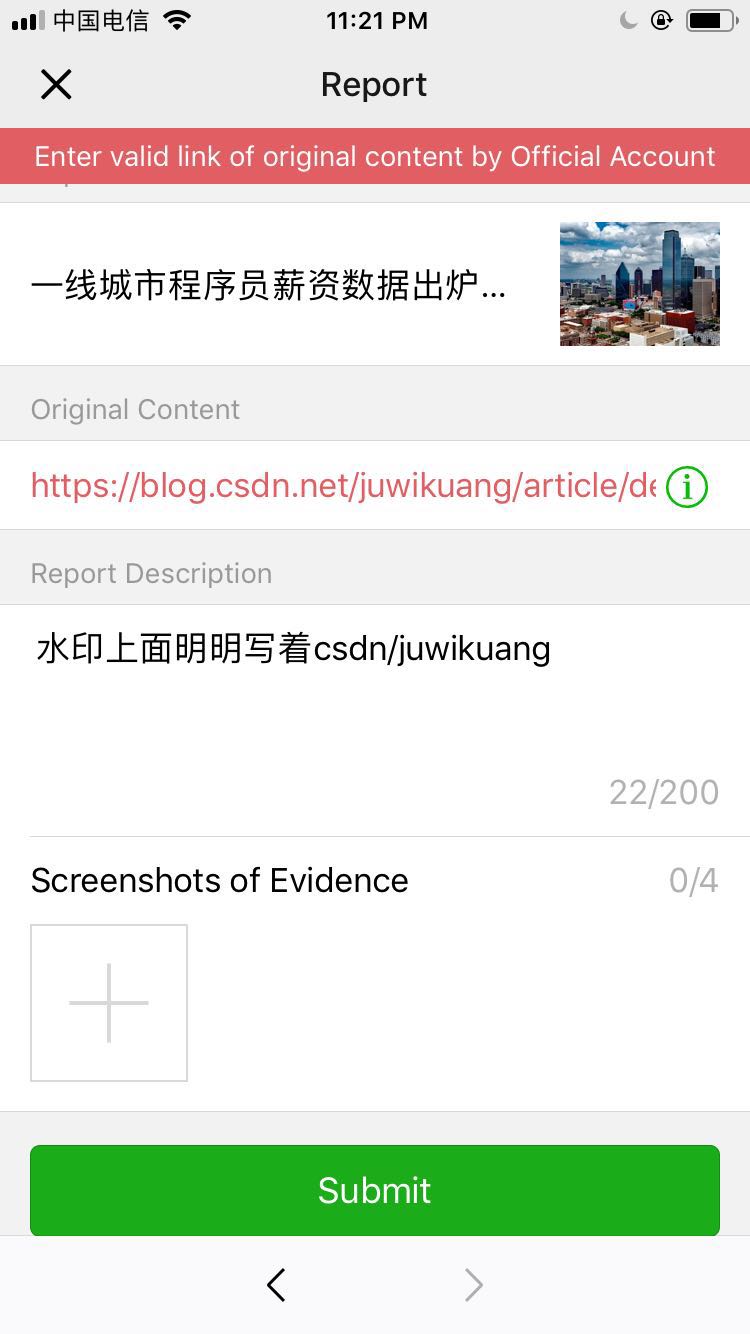 中国电信
11:21 PM
Report
Enter valid link of original content by Official Account
一线城市程序员薪资数据出炉...
Original Content
https://blog.csdn.net/juwikuang/article/de
Report Description
水印上面明明写着csdn/juwikuang
22/200
Screenshots of Evidence
0/4
Submit